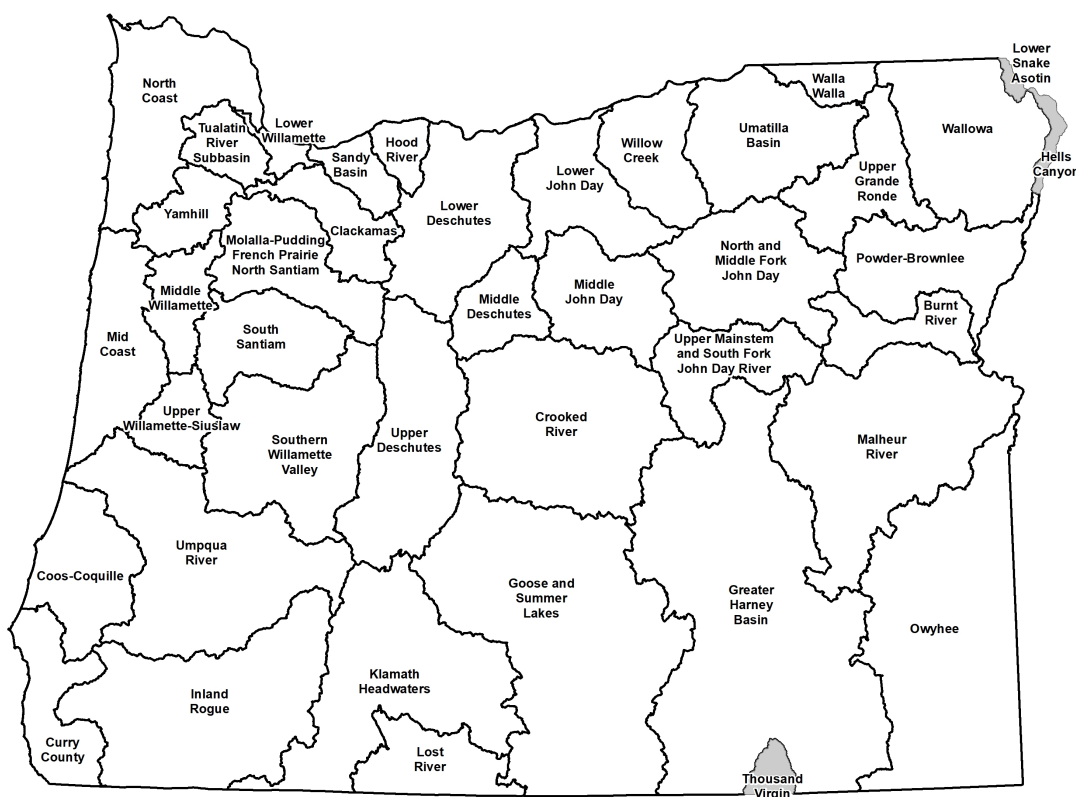 Lower
Snake
Asotin
North
Coast
Walla
Walla
Lower
Willamette
Tualatin
River
Subbasin
Hood
River
Sandy
Basin
Willow
Creek
Umatilla
Basin
Wallowa
Hells
Canyon
Lower
John Day
Upper
Grande
Ronde
Yamhill
Lower
Deschutes
Clackamas
Molalla-Pudding
French Prairie
North Santiam
North and
Middle Fork
John Day
Powder-Brownlee
Middle
Willamette
Middle
Deschutes
Middle
John Day
Burnt
River
Mid
Coast
South
Santiam
Upper Mainstem
and South Fork
John Day River
Upper
Willamette-Siuslaw
Southern
Willamette
Valley
Upper
Deschutes
Crooked
River
Malheur
River
Umpqua
River
Coos-Coquille
Goose and
Summer
Lakes
Greater
Harney
Basin
Owyhee
Inland
Rogue
Klamath
Headwaters
Curry
County
Lost
River
Thousand
Virgin